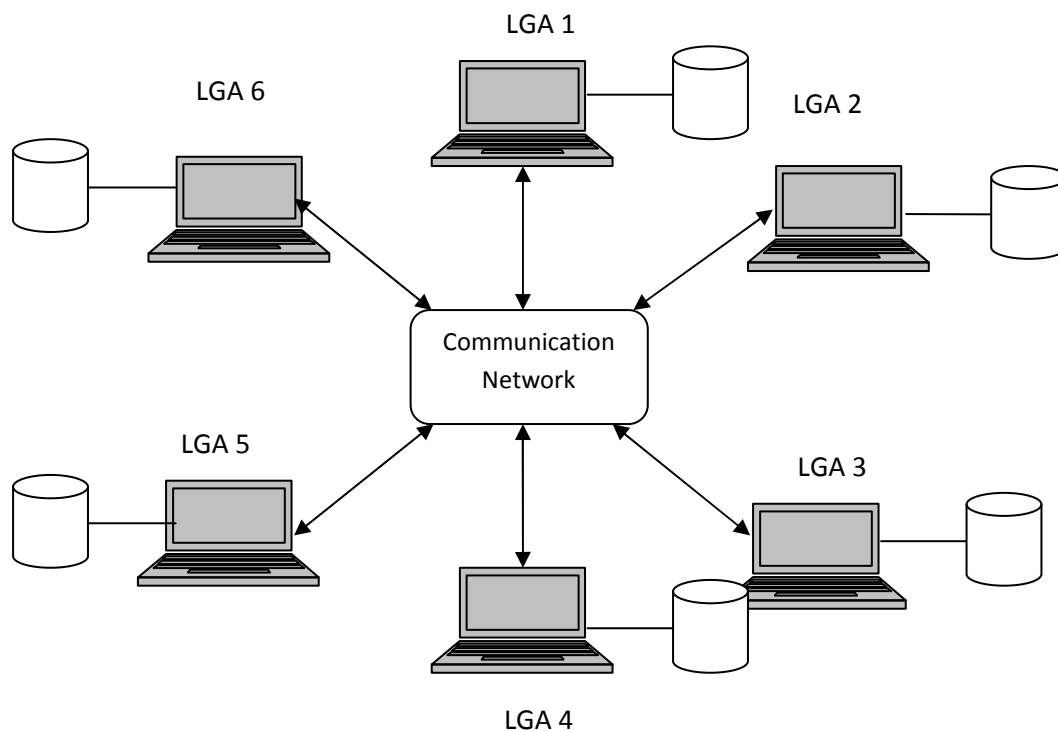 LGA 1
LGA 6
LGA 2
Communication
Network
LGA 5
LGA 3
LGA 4